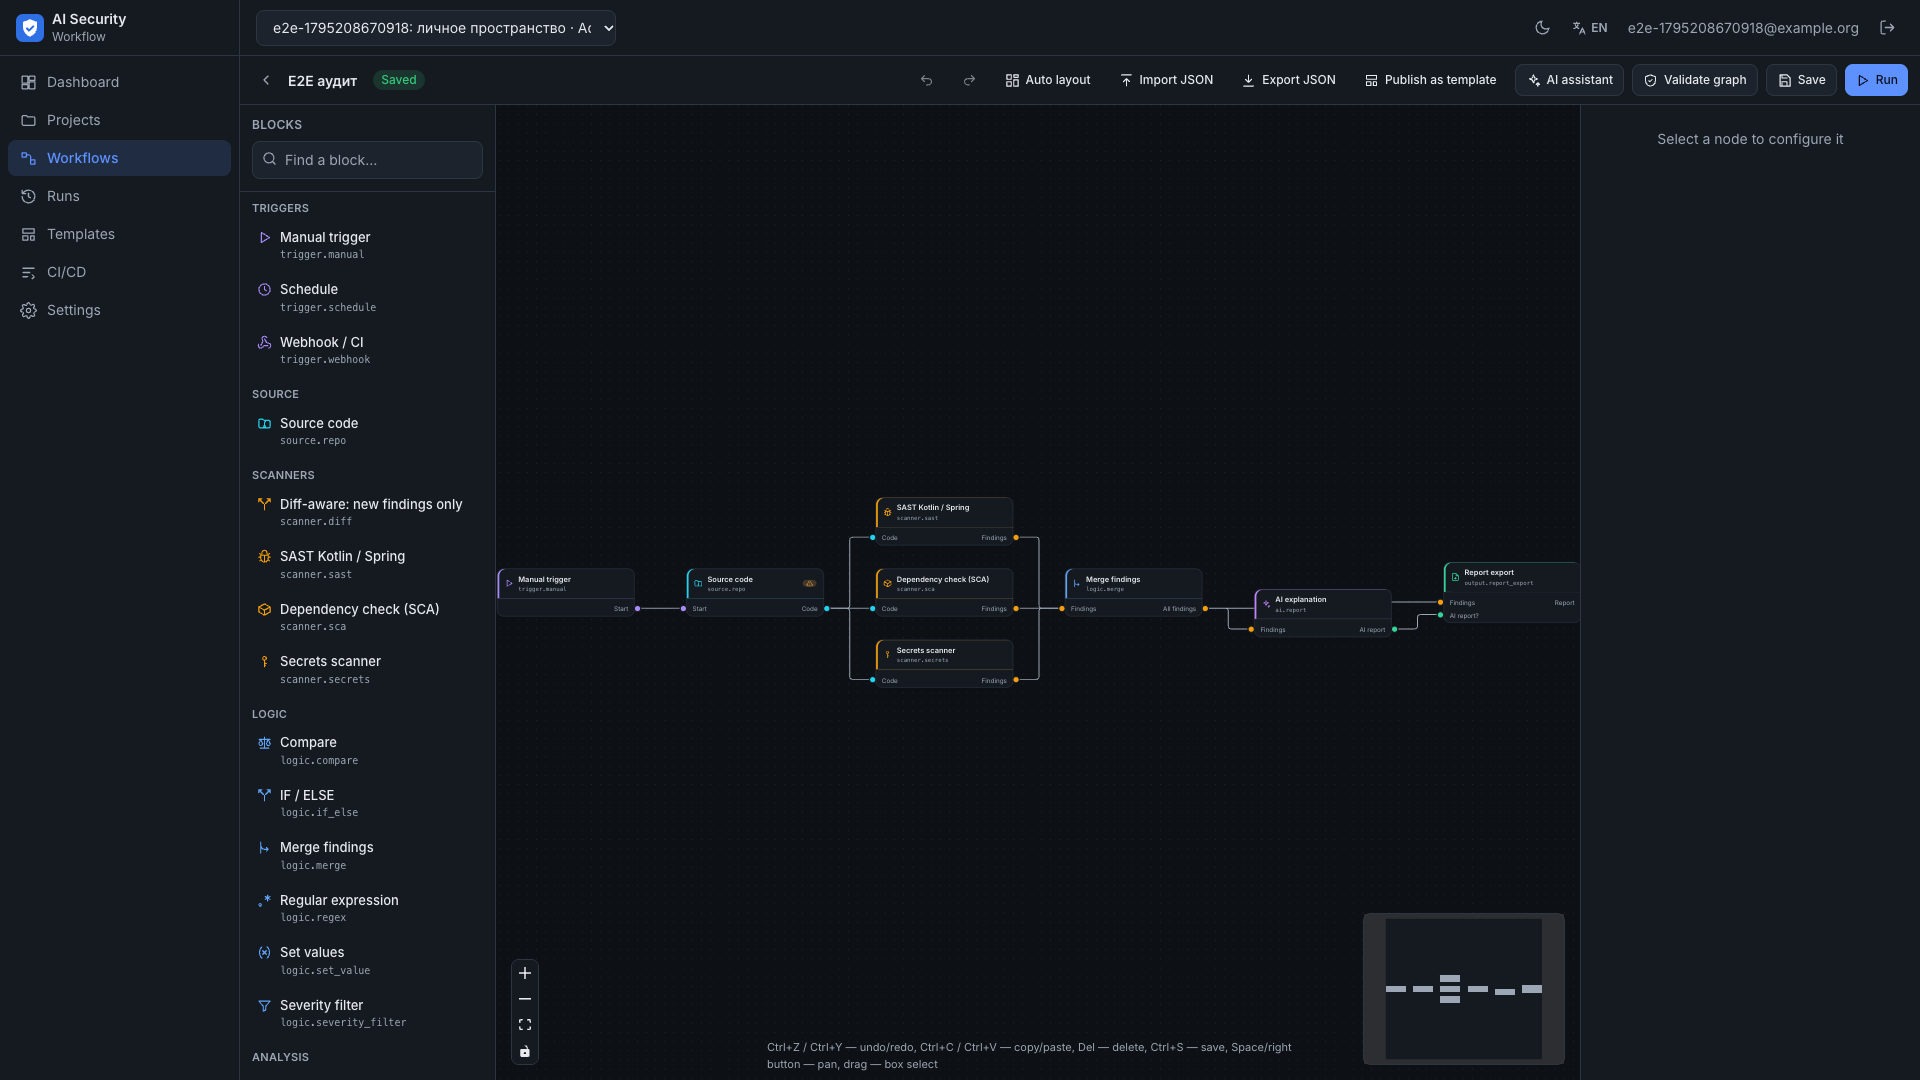 AI Security
Workflow
e2e-1795208670918: личное пространство · Ac
EN
e2e-1795208670918@example.org
Dashboard
Projects
Workflows
Runs
Templates
CI/CD
Settings
E2E аудит
Saved
Auto layout
Import JSON
Export JSON
Publish as template
AI assistant
Validate graph
Save
Run
BLOCKS
Find a block...
TRIGGERS
Manual trigger
trigger.manual
Schedule
trigger.schedule
Webhook / CI
trigger.webhook
SOURCE
Source code
source.repo
SCANNERS
Diff-aware: new findings only
scanner.diff
SAST Kotlin / Spring
scanner.sast
Dependency check (SCA)
scanner.sca
Secrets scanner
scanner.secrets
LOGIC
Compare
logic.compare
IF / ELSE
logic.if_else
Merge findings
logic.merge
Regular expression
logic.regex
Set values
logic.set_value
Severity filter
logic.severity_filter
ANALYSIS
Manual trigger
trigger.manual
Start
Source code
source.repo
Start
Code
SAST Kotlin / Spring
scanner.sast
Code
Findings
Dependency check (SCA)
scanner.sca
Code
Findings
Secrets scanner
scanner.secrets
Code
Findings
Merge findings
logic.merge
Findings
All findings
AI explanation
ai.report
Findings
AI report
Report export
output.report_export
Findings
Report
AI report?
Ctrl+Z / Ctrl+Y — undo/redo, Ctrl+C / Ctrl+V — copy/paste, Del — delete, Ctrl+S — save, Space/right
button — pan, drag — box select
Select a node to configure it